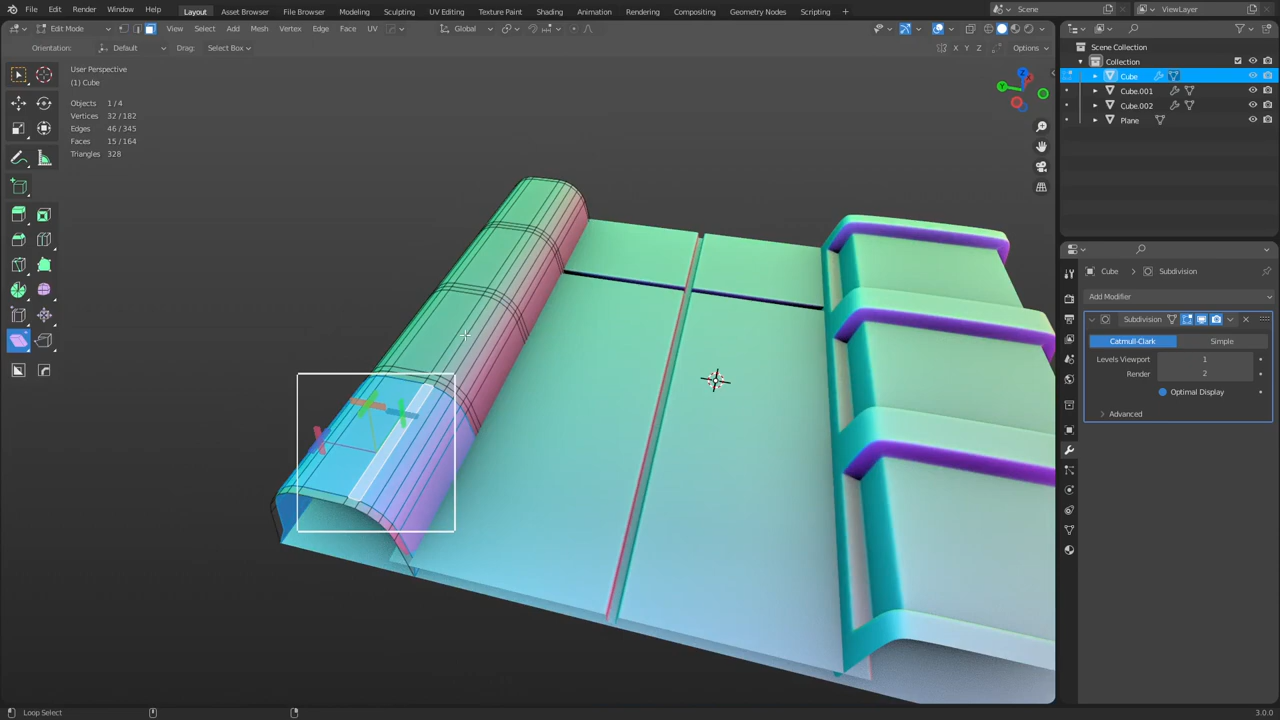 File Edit Render Window Help Layout Asset Browser File Browser Modeling Sculpting UV Editing Texture Paint Shading Animation Rendering Compositing Geometry Nodes Scripting + Scene ViewLayer
Edit Mode View Select Add Mesh Vertex Edge Face UV Global
Orientation: Default Drag: Select Box X Y Z Options
User Perspective
(1) Cube
Objects 1/4
Vertices 32/182
Edges 46/345
Faces 15/164
Triangles 328
Z
Y
Scene Collection
Collection
Cube
Cube.001
Cube.002
Plane
Cube Subdivision
Add Modifier
Subdivision
Catmull-Clark Simple
Levels Viewport 1
Render 2
Optimal Display
Advanced
Loop Select 3.0.0